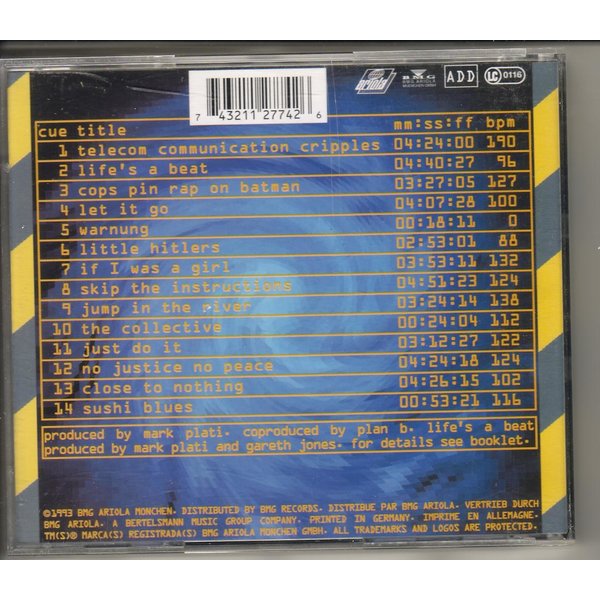 ariola
BMG
BMG ARIOLA
ADD
LC 0116
7 43211 27742 6
cue title mm:ss:ff bpm
1 telecom communication cripples 04:24:00 190
2 life's a beat 04:40:27 96
3 cops pin rap on batman 03:27:05 127
4 let it go 04:07:28 100
5 warnung 00:18:11 0
6 little hitlers 02:53:01 88
7 if I was a girl 03:53:11 132
8 skip the instructions 04:51:23 124
9 jump in the river 03:24:14 138
10 the collective 00:24:04 112
11 just do it 03:12:27 122
12 no justice no peace 04:24:18 124
13 close to nothing 04:26:15 102
14 sushi blues 00:53:21 116
produced by mark plati. coproduced by plan b. life's a beat
produced by mark plati and gareth jones. for details see booklet.
©1993 BMG ARIOLA MÜNCHEN. DISTRIBUTED BY BMG RECORDS. DISTRIBUE PAR BMG ARIOLA. VERTRIEB DURCH
BMG ARIOLA. A BERTELSMANN MUSIC GROUP COMPANY. PRINTED IN GERMANY. IMPRIME EN ALLEMAGNE.
TM(S)® MARCA(S) REGISTRADA(S) BMG ARIOLA MÜNCHEN GMBH. ALL TRADEMARKS AND LOGOS ARE PROTECTED.